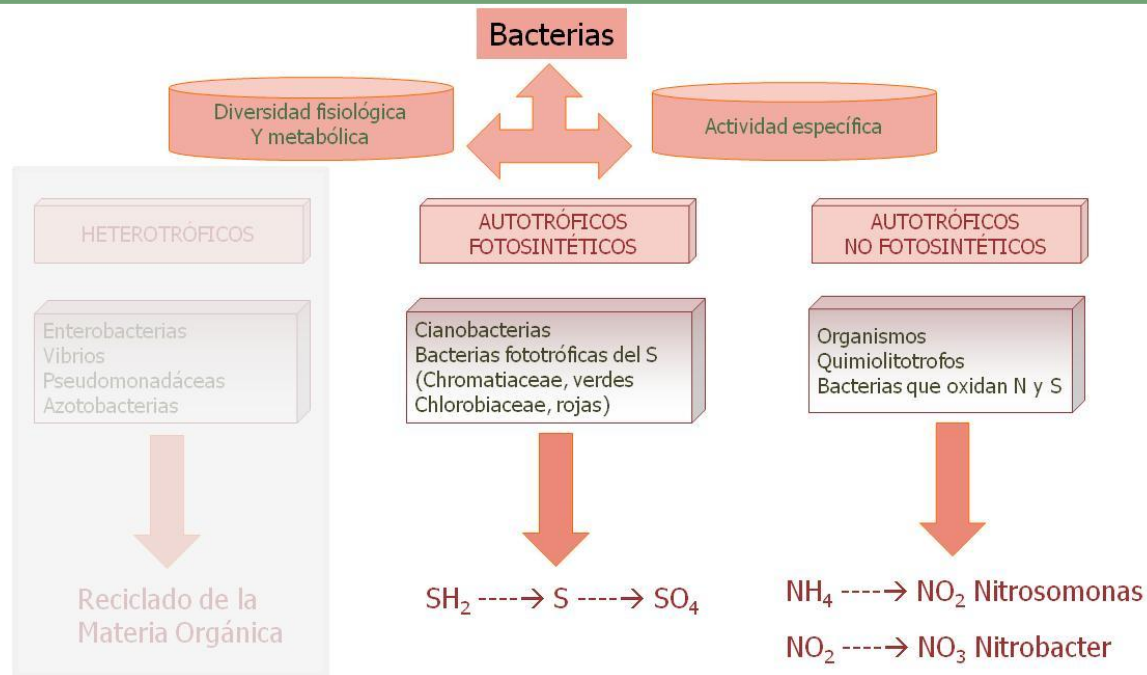 Bacterias
Diversidad fisiológica
Y metabólica
Actividad específica
HETEROTRÓFICOS
Enterobacterias
Vibrios
Pseudomonadáceas
Azotobacterias
Reciclado de la
Materia Orgánica
AUTOTRÓFICOS
FOTOSINTÉTICOS
Cianobacterias
Bacterias fototróficas del S
(Chromatiaceae, verdes
Chlorobiaceae, rojas)
SH₂ ----→ S ----→ SO₄
AUTOTRÓFICOS
NO FOTOSINTÉTICOS
Organismos
Quimiolitotrofos
Bacterias que oxidan N y S
NH₄ ----→ NO₂ Nitrosomonas
NO₂ ----→ NO₃ Nitrobacter